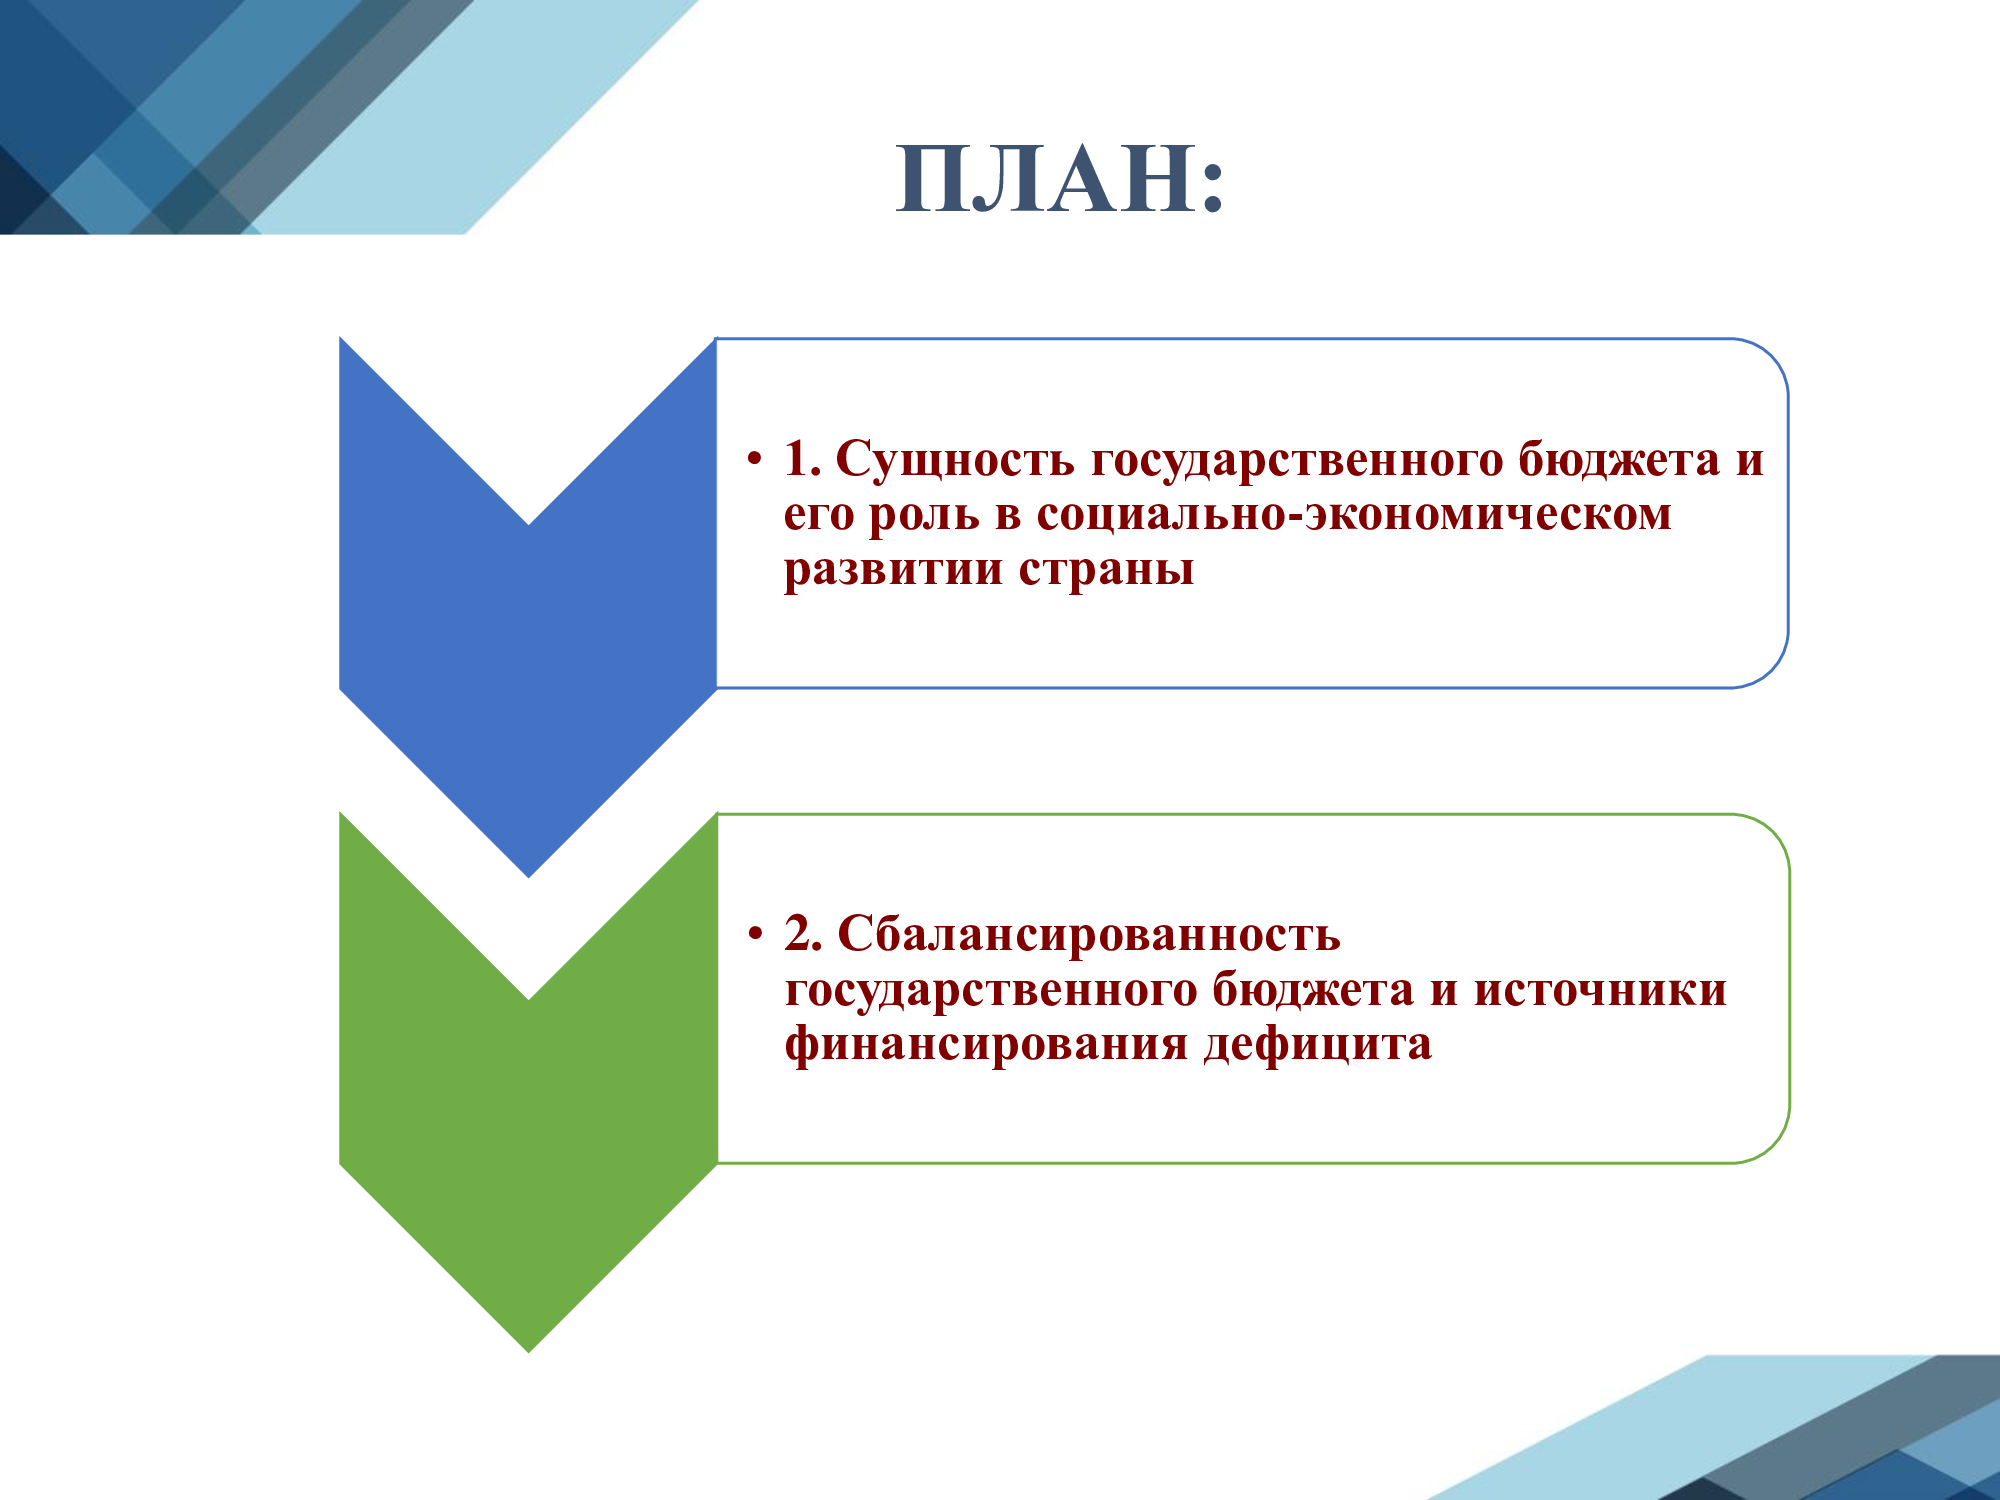 ПЛАН:
• 1. Сущность государственного бюджета и
его роль в социально-экономическом
развитии страны
• 2. Сбалансированность
государственного бюджета и источники
финансирования дефицита